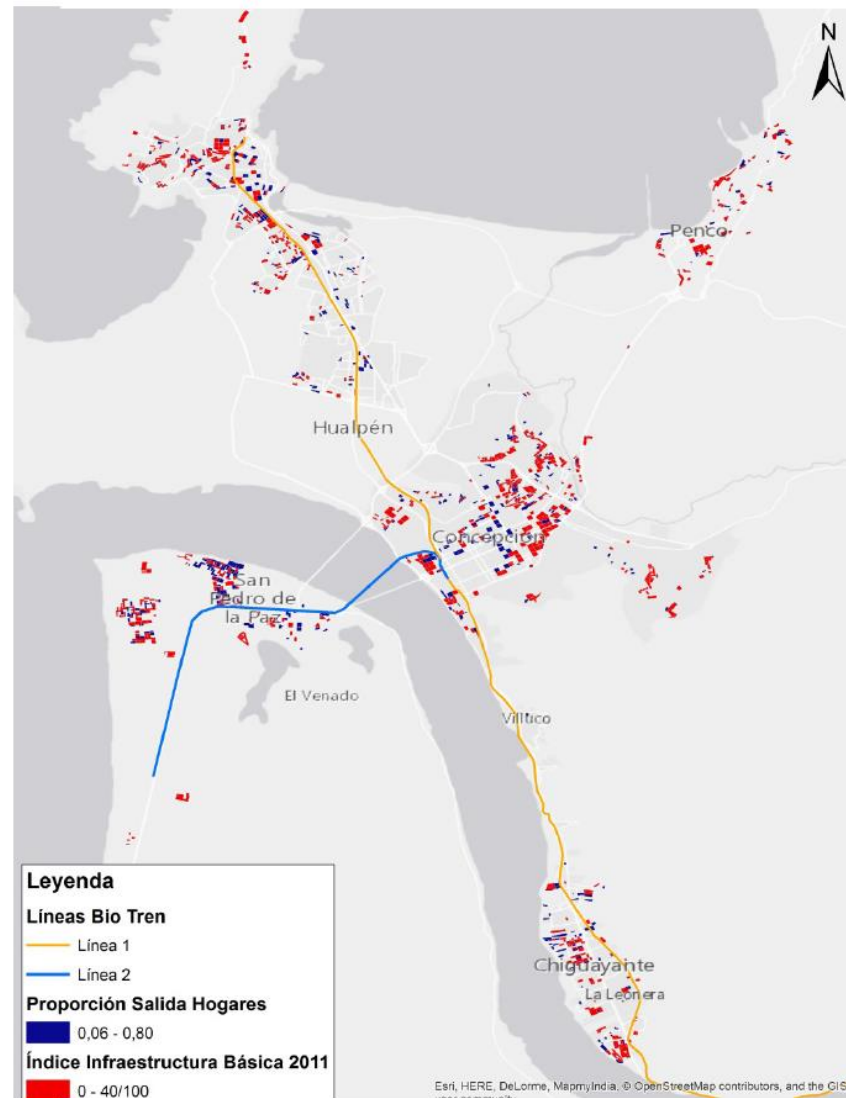 N
Penco
Hualpén
Concepción
San
Pedro de
la Paz
El Venado
Chiguayante
La Leonera
Leyenda
Líneas Bio Tren
Línea 1
Línea 2
Proporción Salida Hogares
0,06 - 0,80
Índice Infraestructura Básica 2011
0 - 40/100
Esri, HERE, DeLorme, MapmyIndia, © OpenStreetMap contributors, and the GIS